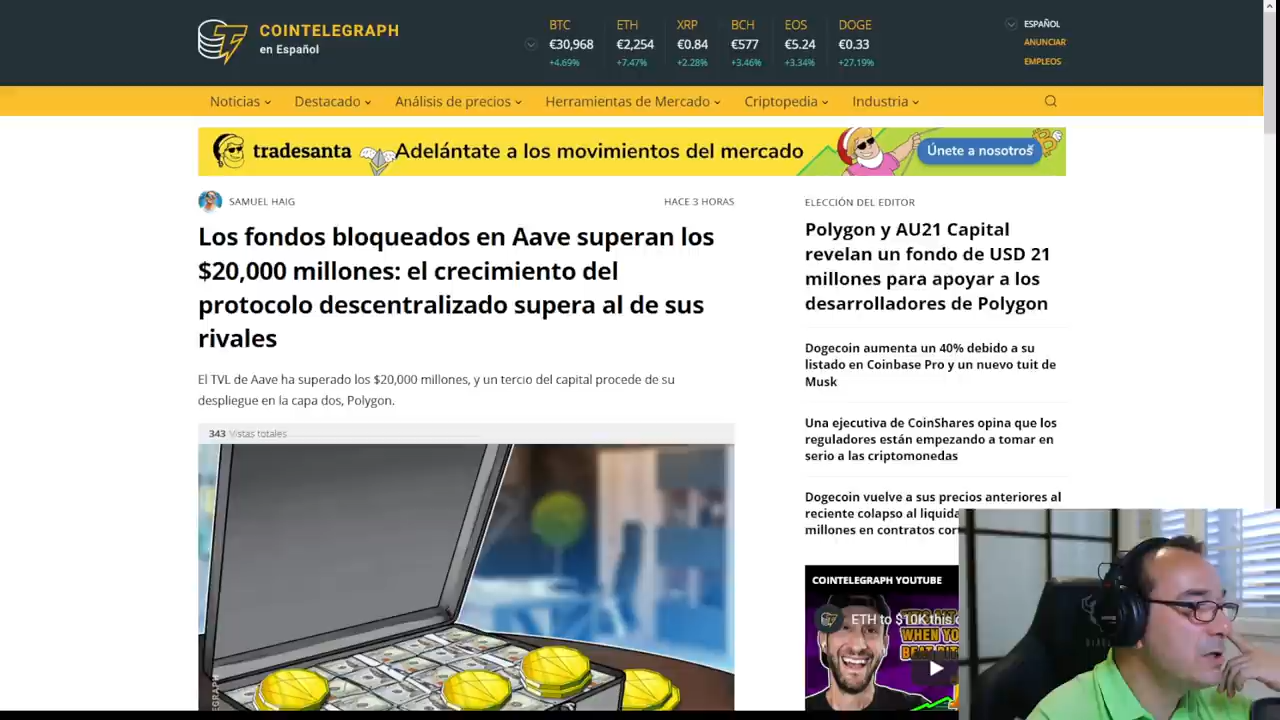 COINTELEGRAPH
en Español
BTC
€30,968
+4.69%
ETH
€2,254
+7.47%
XRP
€0.84
+2.28%
BCH
€577
+3.46%
EOS
€5.24
+3.34%
DOGE
€0.33
+27.19%
ESPAÑOL
ANUNCIAR
EMPLEOS
Noticias Destacado Análisis de precios Herramientas de Mercado Criptopedia Industria
tradesanta Adelántate a los movimientos del mercado Únete a nosotros
SAMUEL HAIG HACE 3 HORAS
Los fondos bloqueados en Aave superan los
$20,000 millones: el crecimiento del
protocolo descentralizado supera al de sus
rivales
El TVL de Aave ha superado los $20,000 millones, y un tercio del capital procede de su
despliegue en la capa dos, Polygon.
343 Vistas totales
ELECCIÓN DEL EDITOR
Polygon y AU21 Capital
revelan un fondo de USD 21
millones para apoyar a los
desarrolladores de Polygon
Dogecoin aumenta un 40% debido a su
listado en Coinbase Pro y un nuevo tuit de
Musk
Una ejecutiva de CoinShares opina que los
reguladores están empezando a tomar en
serio a las criptomonedas
Dogecoin vuelve a sus precios anteriores al
reciente colapso al liquida
millones en contratos cor
COINTELEGRAPH YOUTUBE
ETH to $10K this
WHEN YO